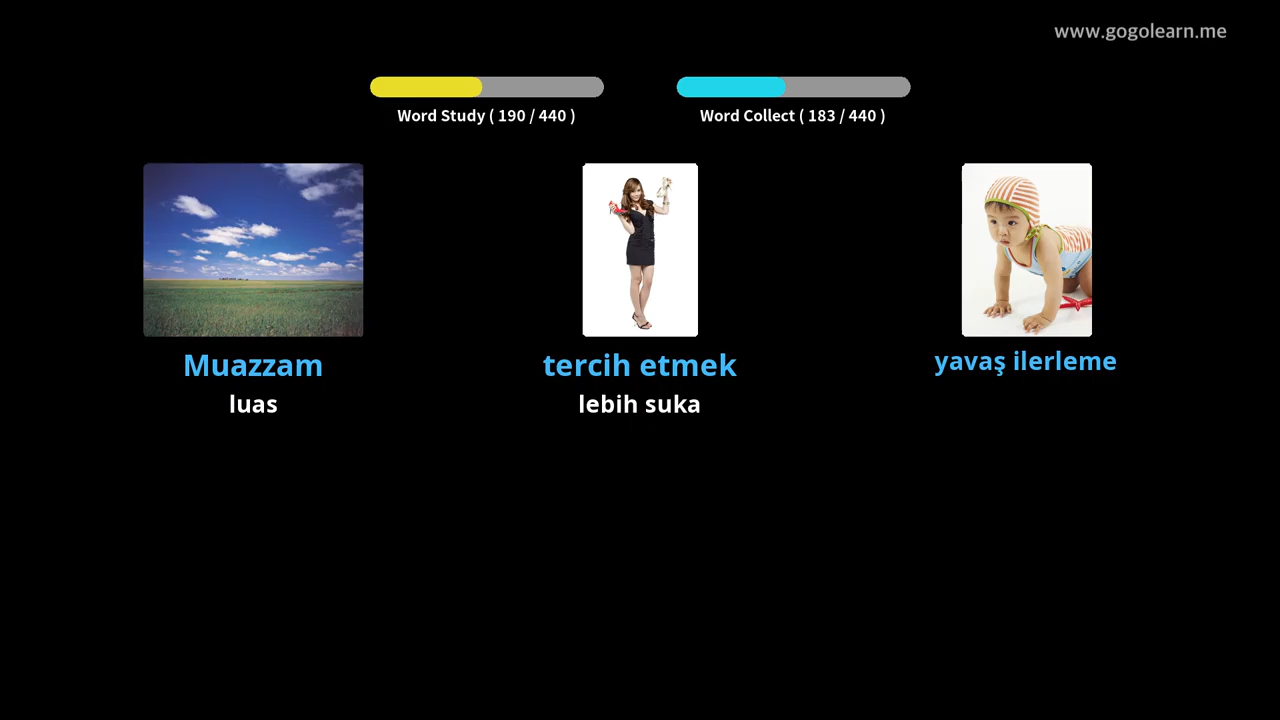 www.gogolearn.me
Word Study ( 190 / 440 )
Word Collect ( 183 / 440 )
Muazzam
luas
tercih etmek
lebih suka
yavaş ilerleme